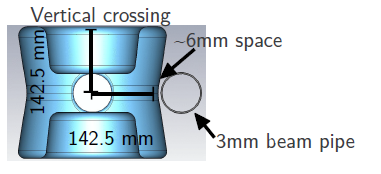 Vertical crossing
~6mm space
142.5 mm
142.5 mm
3mm beam pipe